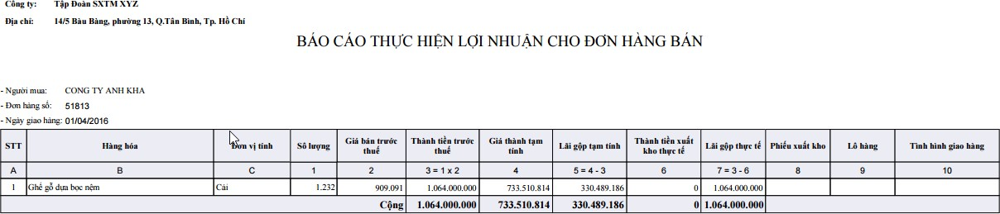 Công ty: Tập Đoàn SXTM XYZ
Địa chỉ: 14/5 Bàu Bàng, phường 13, Q.Tân Bình, Tp. Hồ Chí
BÁO CÁO THỰC HIỆN LỢI NHUẬN CHO ĐƠN HÀNG BÁN
- Người mua: CONG TY ANH KHA
- Đơn hàng số: 51813
- Ngày giao hàng: 01/04/2016
STT Hàng hóa Đơn vị tính Số lượng Giá bán trước thuế Thành tiền trước thuế Giá thành tạm tính Lãi gộp tạm tính Thành tiền xuất kho thực tế Lãi gộp thực tế Phiếu xuất kho Lô hàng Tình hình giao hàng
A B C 1 2 3 = 1 x 2 4 5 = 4 - 3 6 7 = 3 - 6 8 9 10
1 Ghế gỗ dựa bọc nệm Cái 1.232 909.091 1.064.000.000 733.510.814 330.489.186 0 1.064.000.000
Cộng 1.064.000.000 733.510.814 330.489.186 0 1.064.000.000